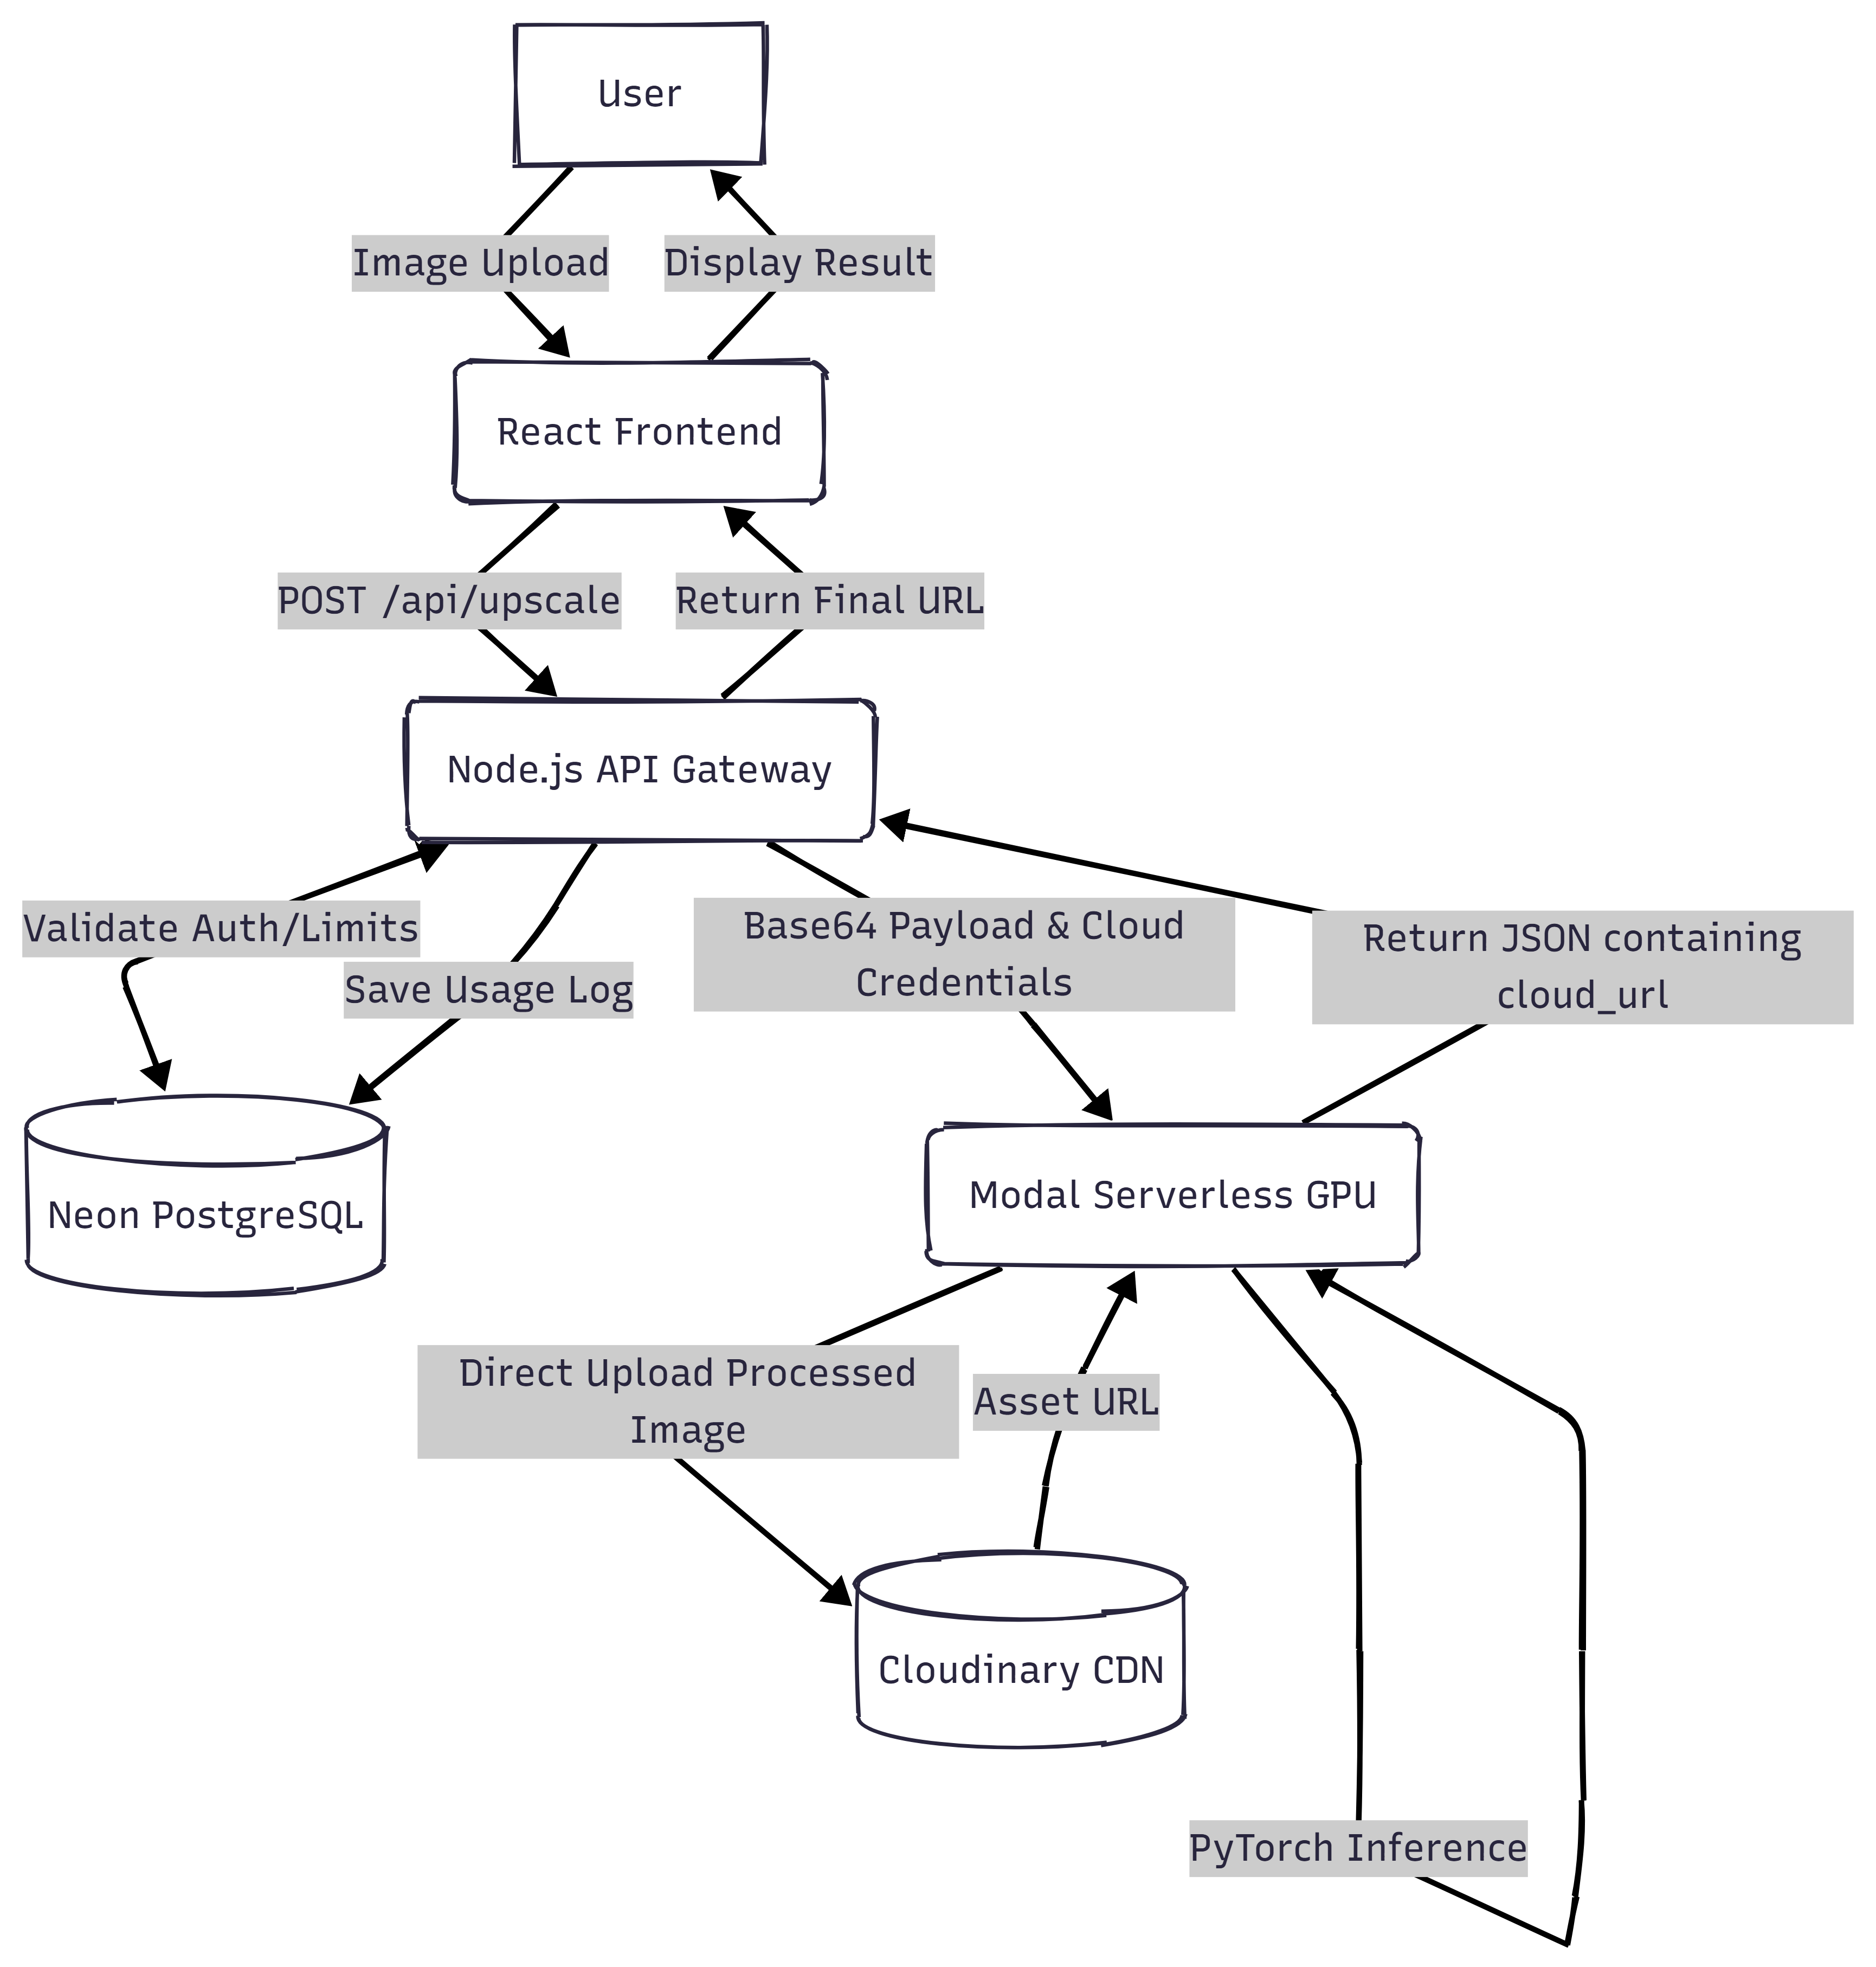 User
Image Upload
Display Result
React Frontend
POST /api/upscale
Return Final URL
Node.js API Gateway
Validate Auth/Limits
Save Usage Log
Base64 Payload & Cloud
Credentials
Return JSON containing
cloud_url
Neon PostgreSQL
Modal Serverless GPU
Direct Upload Processed
Image
Asset URL
Cloudinary CDN
PyTorch Inference